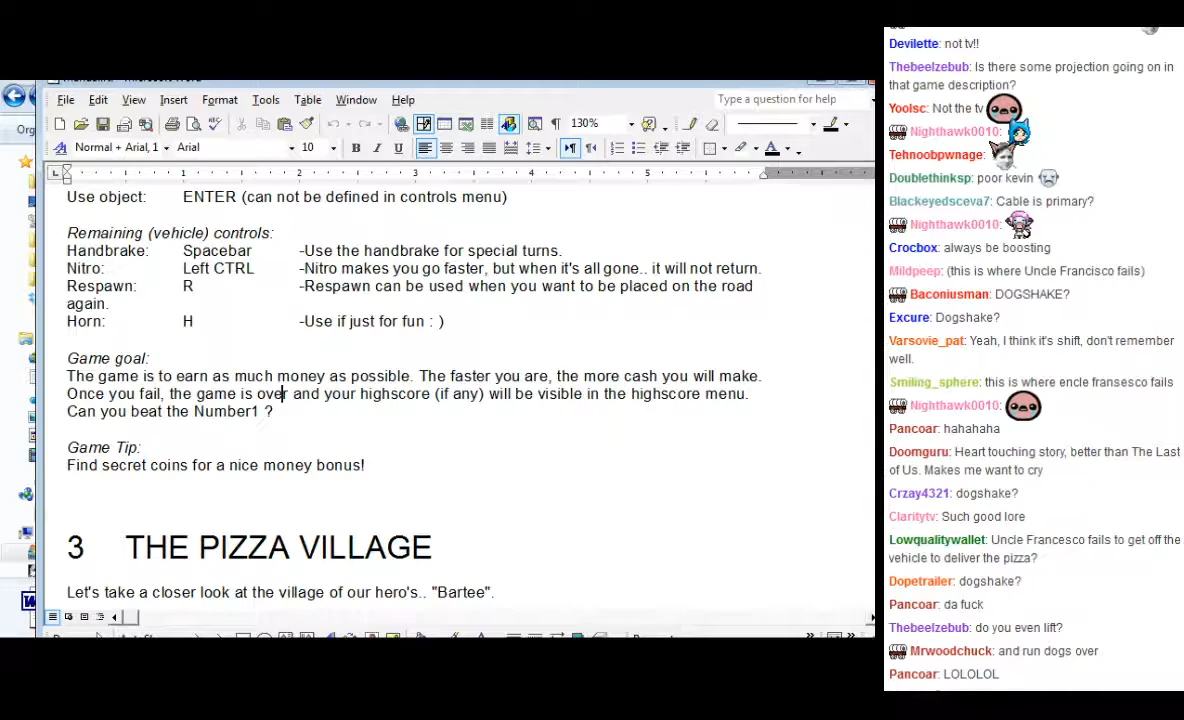 File Edit View Insert Format Tools Table Window Help Type a question for help
130%
Normal + Arial, 1 Arial 10 B I U
Org
1 2 3 4 5
Use object: ENTER (can not be defined in controls menu)
Remaining (vehicle) controls:
Handbrake: Spacebar -Use the handbrake for special turns.
Nitro: Left CTRL -Nitro makes you go faster, but when it's all gone.. it will not return.
Respawn: R -Respawn can be used when you want to be placed on the road
again.
Horn: H -Use if just for fun : )
Game goal:
The game is to earn as much money as possible. The faster you are, the more cash you will make.
Once you fail, the game is over and your highscore (if any) will be visible in the highscore menu.
Can you beat the Number1 ?
Game Tip:
Find secret coins for a nice money bonus!
3 THE PIZZA VILLAGE
Let's take a closer look at the village of our hero's.. "Bartee".
Devilette: not tv!!
Thebeelzebub: Is there some projection going on in
that game description?
Yoolsc: Not the tv
Nighthawk0010:
Tehnoobpwnage:
Doublethinksp: poor kevin
Blackeyedsceva7: Cable is primary?
Nighthawk0010:
Crocbox: always be boosting
Mildpeep: (this is where Uncle Francisco fails)
Baconiusman: DOGSHAKE?
Excure: Dogshake?
Varsovie_pat: Yeah, I think it's shift, don't remember
well.
Smiling_sphere: this is where encle fransesco fails
Nighthawk0010:
Pancoar: hahahaha
Doomguru: Heart touching story, better than The Last
of Us. Makes me want to cry
Crzay4321: dogshake?
Claritytv: Such good lore
Lowqualitywallet: Uncle Francesco fails to get off the
vehicle to deliver the pizza?
Dopetrailer: dogshake?
Pancoar: da fuck
Thebeelzebub: do you even lift?
Mrwoodchuck: and run dogs over
Pancoar: LOLOLOL